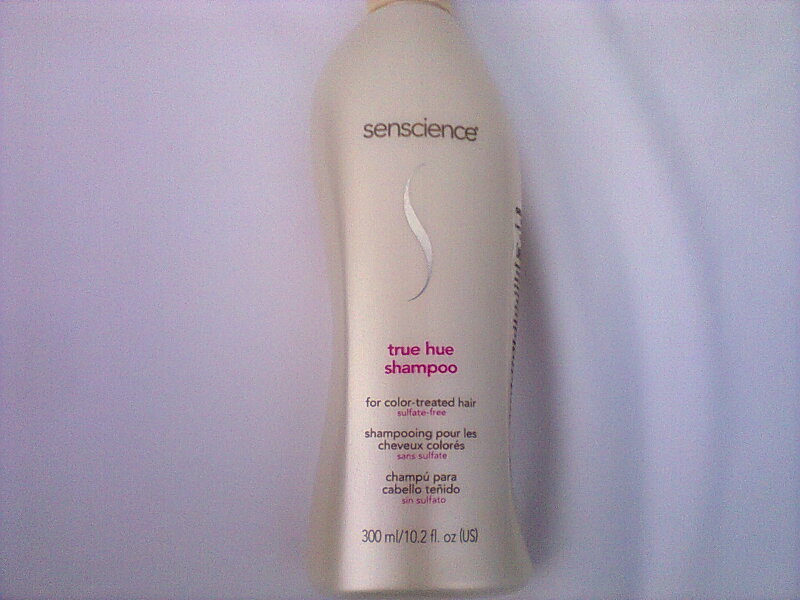 senscience®
true hue
shampoo
for color-treated hair
sulfate-free
shampooing pour les
cheveux colorés
sans sulfate
champú para
cabello teñido
sin sulfato
300 ml/10.2 fl. oz (US)